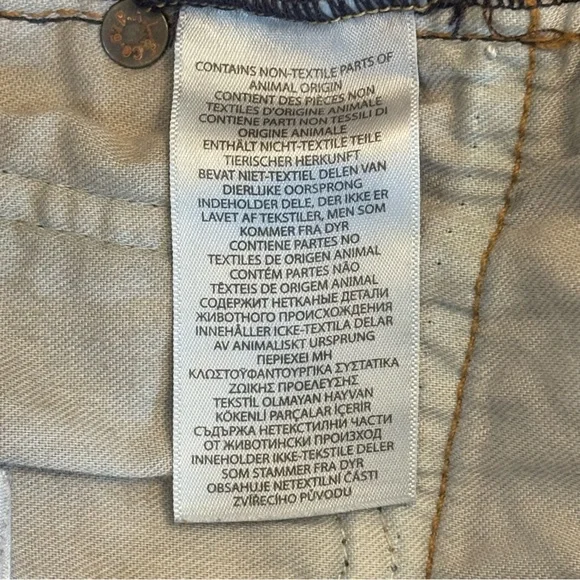 CONTAINS NON-TEXTILE PARTS OF
ANIMAL ORIGIN
CONTIENT DES PIÈCES NON
TEXTILES D'ORIGINE ANIMALE
CONTIENE PARTI NON TESSILI DI
ORIGINE ANIMALE
ENTHÄLT NICHT-TEXTILE TEILE
TIERISCHER HERKUNFT
BEVAT NIET-TEXTIEL DELEN VAN
DIERLIJKE OORSPRONG
INDEHOLDER DELE, DER IKKE ER
LAVET AF TEKSTILER, MEN SOM
KOMMER FRA DYR
CONTIENE PARTES NO
TEXTILES DE ORIGEN ANIMAL
CONTÉM PARTES NÃO
TÊXTEIS DE ORIGEM ANIMAL
СОДЕРЖИТ НЕТКАНЫЕ ДЕТАЛИ
ЖИВОТНОГО ПРОИСХОЖДЕНИЯ
INNEHÅLLER ICKE-TEXTILA DELAR
AV ANIMALISKT URSPRUNG
ΠΕΡΙΕΧΕΙ ΜΗ
ΚΛΩΣΤΟΫΦΑΝΤΟΥΡΓΙΚΑ ΣΥΣΤΑΤΙΚΑ
ΖΩΙΚΗΣ ΠΡΟΕΛΕΥΣΗΣ
TEKSTİL OLMAYAN HAYVAN
KÖKENLİ PARÇALAR İÇERİR
СЪДЪРЖА НЕТЕКСТИЛНИ ЧАСТИ
ОТ ЖИВОТИНСКИ ПРОИЗХОД
INNEHOLDER IKKE-TEKSTILE DELER
SOM STAMMER FRA DYR
OBSAHUJE NETEXTILNÍ ČÁSTI
ZVÍŘECÍHO PŮVODU